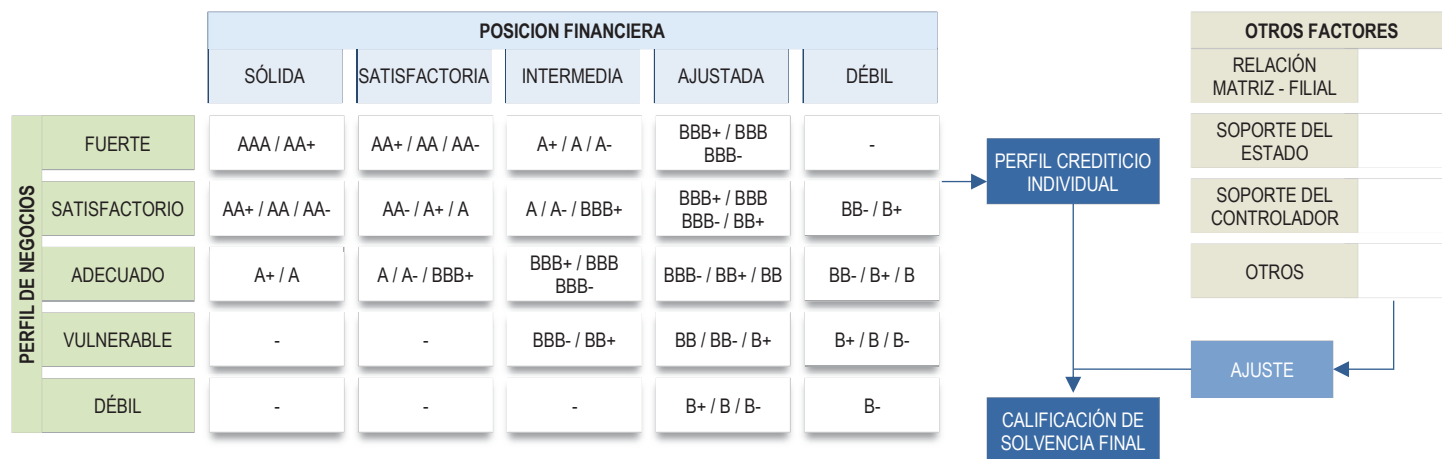 POSICION FINANCIERA
SÓLIDA
SATISFACTORIA
INTERMEDIA
AJUSTADA
DÉBIL
PERFIL DE NEGOCIOS
FUERTE
AAA / AA+
AA+ / AA / AA-
A+ / A / A-
BBB+ / BBB
BBB-
-
SATISFACTORIO
AA+ / AA / AA-
AA- / A+ / A
A / A- / BBB+
BBB+ / BBB
BBB- / BB+
BB- / B+
ADECUADO
A+ / A
A / A- / BBB+
BBB+ / BBB
BBB-
BBB- / BB+ / BB
BB- / B+ / B
VULNERABLE
-
-
BBB- / BB+
BB / BB- / B+
B+ / B / B-
DÉBIL
-
-
-
B+ / B / B-
B-
PERFIL CREDITICIO
INDIVIDUAL
CALIFICACIÓN DE
SOLVENCIA FINAL
OTROS FACTORES
RELACIÓN
MATRIZ - FILIAL
SOPORTE DEL
ESTADO
SOPORTE DEL
CONTROLADOR
OTROS
AJUSTE